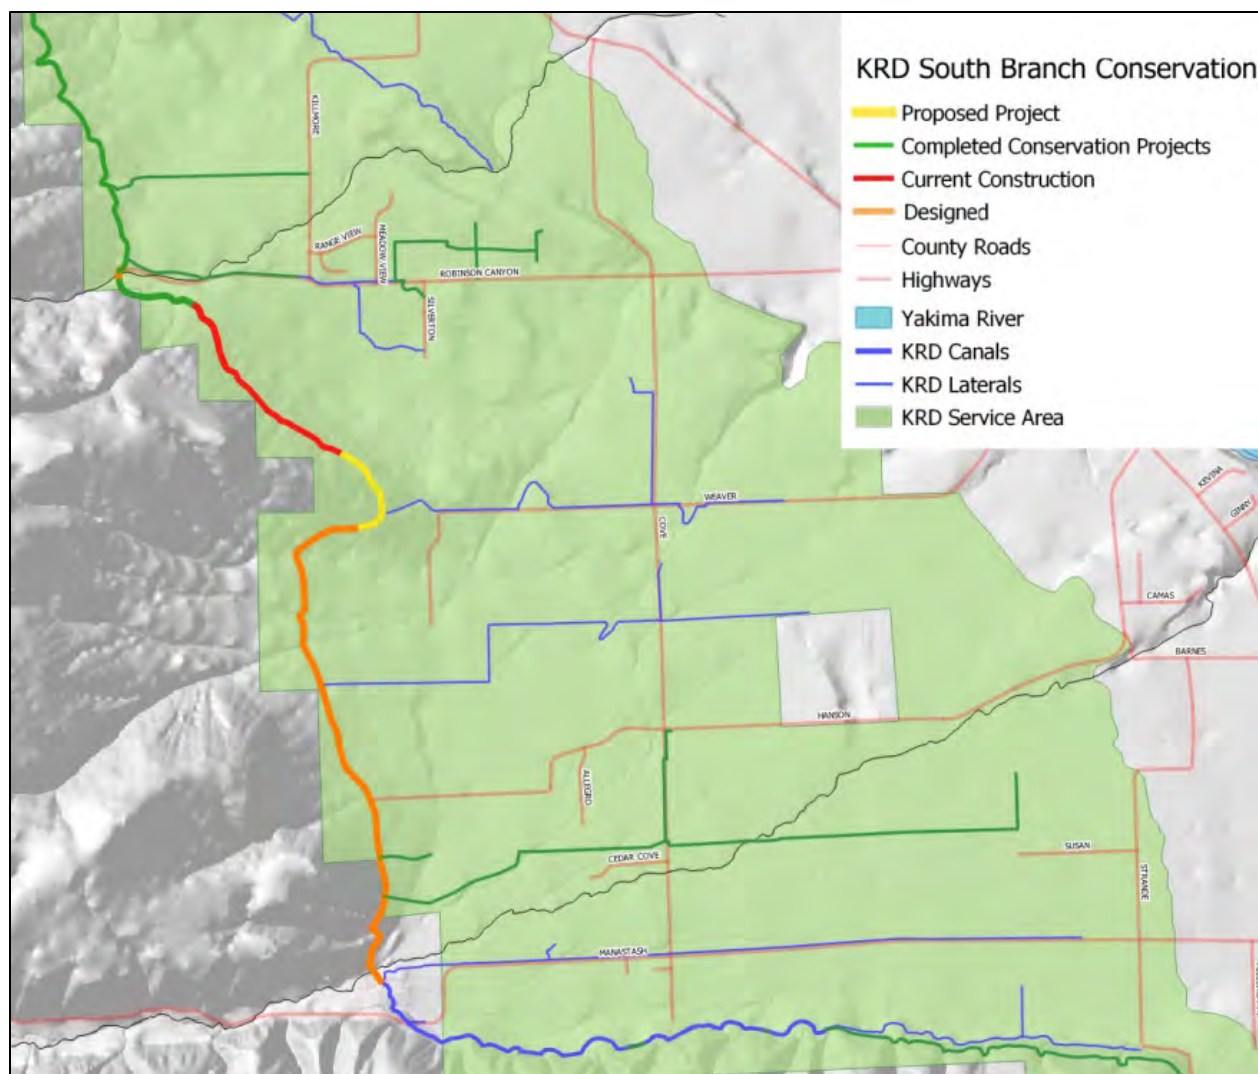 KRD South Branch Conservation
Proposed Project
Completed Conservation Projects
Current Construction
Designed
County Roads
Highways
Yakima River
KRD Canals
KRD Laterals
KRD Service Area
KILLMORE
RANGE VIEW
MEADOW VIEW
ROBINSON CANYON
SILVERTON
WEAVER
COVE
KEVINA
GINNY
CAMAS
BARNES
HANSON
ALLEGRO
CEDAR COVE
SUSAN
STRANDE
MANASTASH